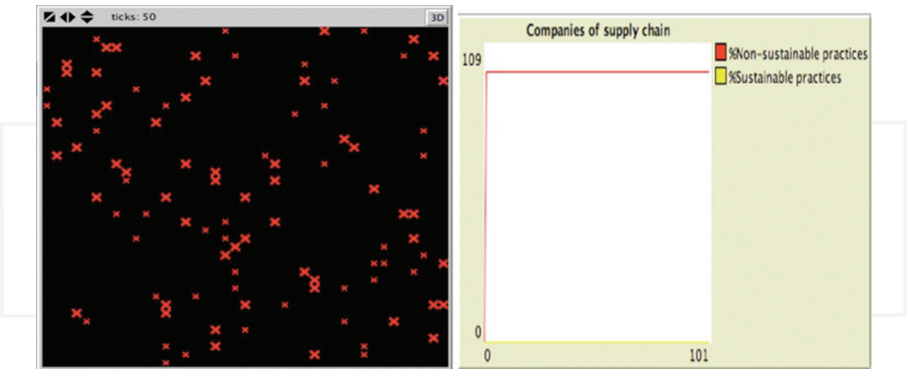 ticks: 50
3D
Companies of supply chain
109
0
0
101
%Non-sustainable practices
%Sustainable practices